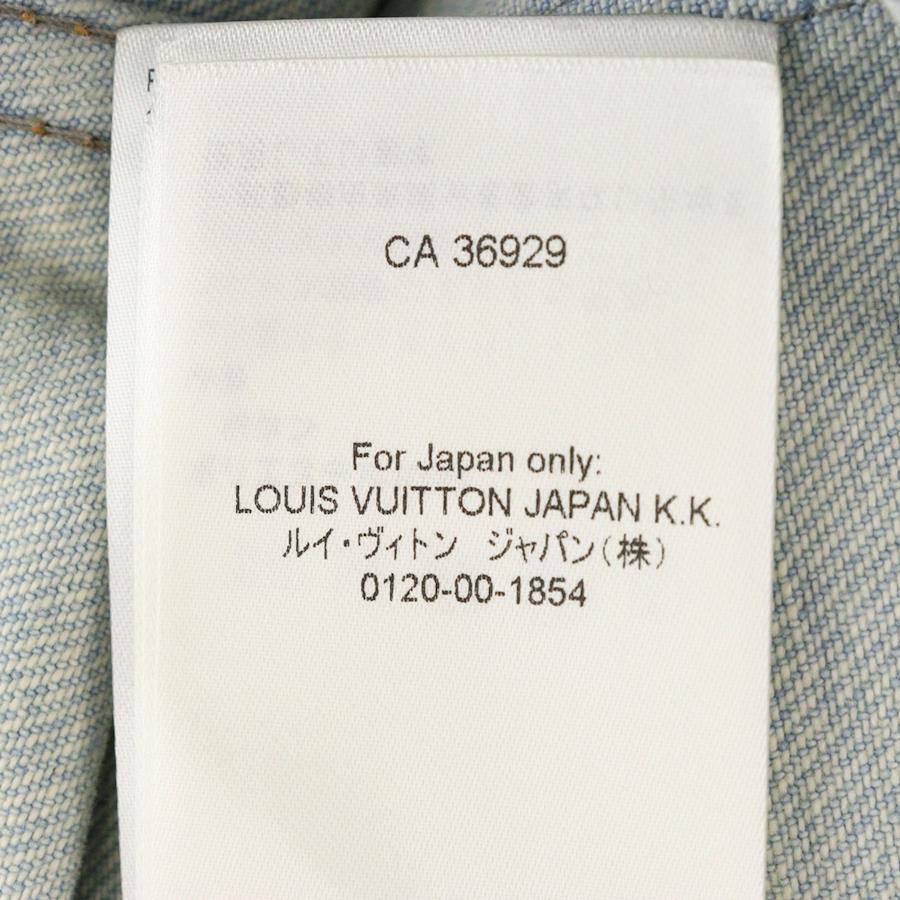 CA 36929
For Japan only:
LOUIS VUITTON JAPAN K.K.
ルイ・ヴィトン　ジャパン(株)
0120-00-1854